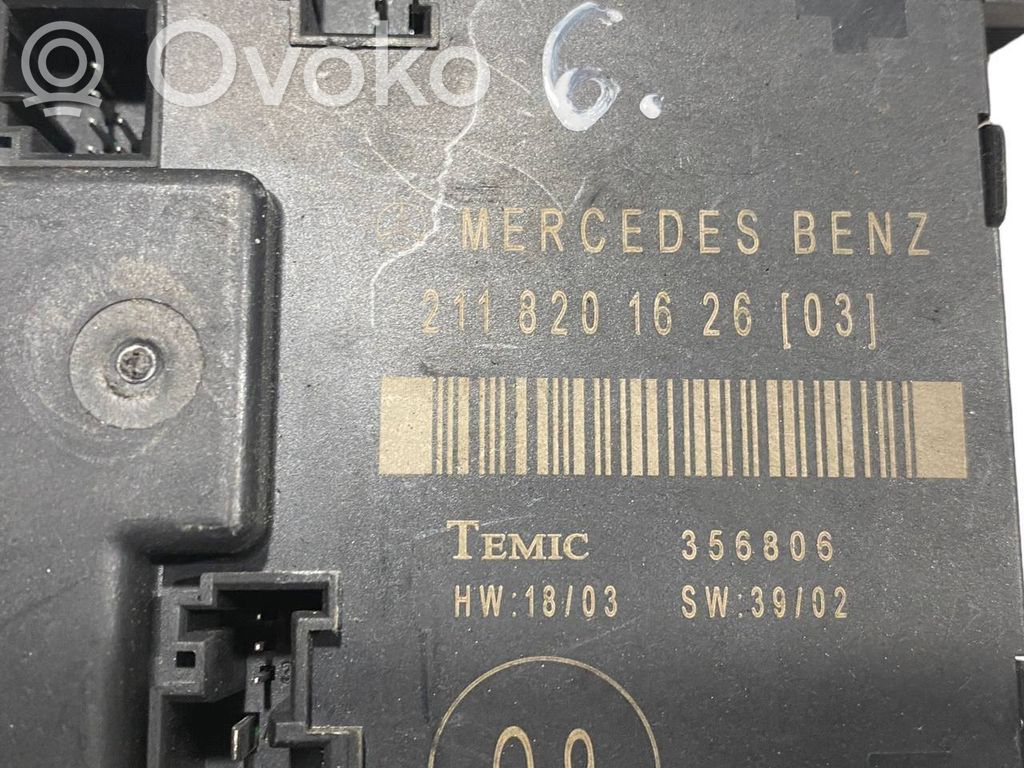 Ovoko
6.
MERCEDES BENZ
211 820 16 26 [03]
TEMIC 356806
HW:18/03 SW:39/02